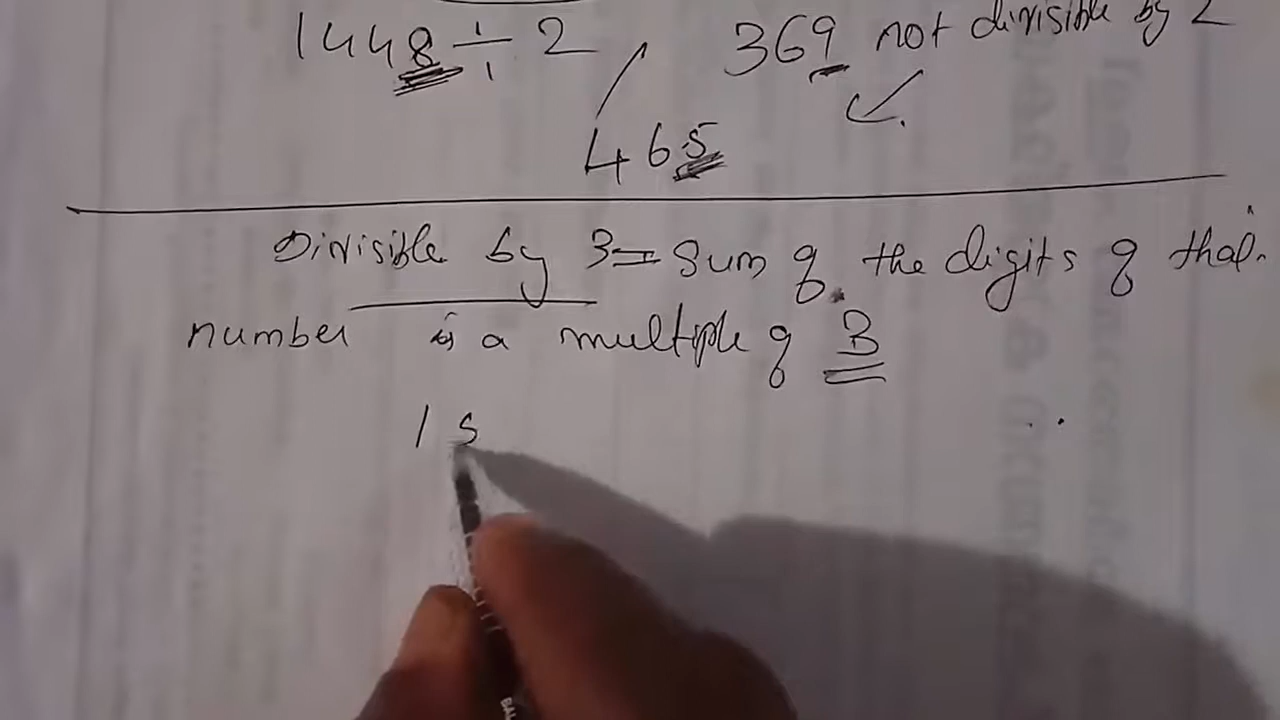 1448 ÷ 2 369 not divisible by 2
465
Divisible by 3 = Sum of the digits of that
number is a multiple of 3
1 5